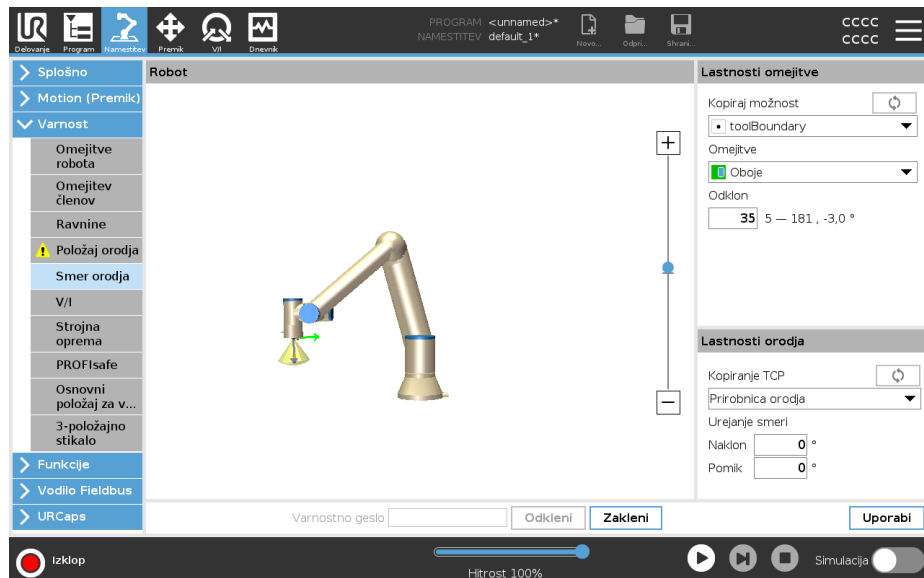 PROGRAM <unnamed>*
NAMESTITEV default_1*
Delovanje
Program
Namestitev
Premik
V/I
Dnevnik
Novo...
Odpri...
Shrani...
CCCC
CCCC
Splošno
Motion (Premik)
Varnost
Omejitve
robota
Omejitev
členov
Ravnine
Položaj orodja
Smer orodja
V/I
Strojna
oprema
PROFIsafe
Osnovni
položaj za v...
3-položajno
stikalo
Funkcije
Vodilo Fieldbus
URCaps
Robot
Lastnosti omejitve
Kopiraj možnost
toolBoundary
Omejitve
Oboje
Odklon
35 5 — 181 , -3,0 °
Lastnosti orodja
Kopiranje TCP
Prirobnica orodja
Urejanje smeri
Naklon 0 °
Pomik 0 °
Varnostno geslo
Odkleni
Zakleni
Uporabi
Izklop
Hitrost 100%
Simulacija